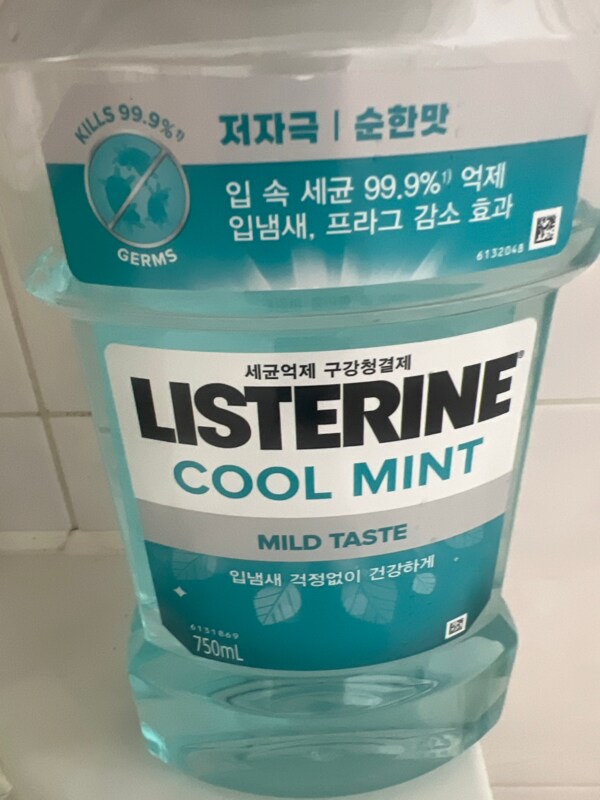 KILLS 99.9%¹⁾
GERMS
저자극 | 순한맛
입 속 세균 99.9%¹⁾ 억제
입냄새, 프라그 감소 효과
6132048
세균억제 구강청결제
LISTERINE®
COOL MINT
MILD TASTE
입냄새 걱정없이 건강하게
6131869
750mL